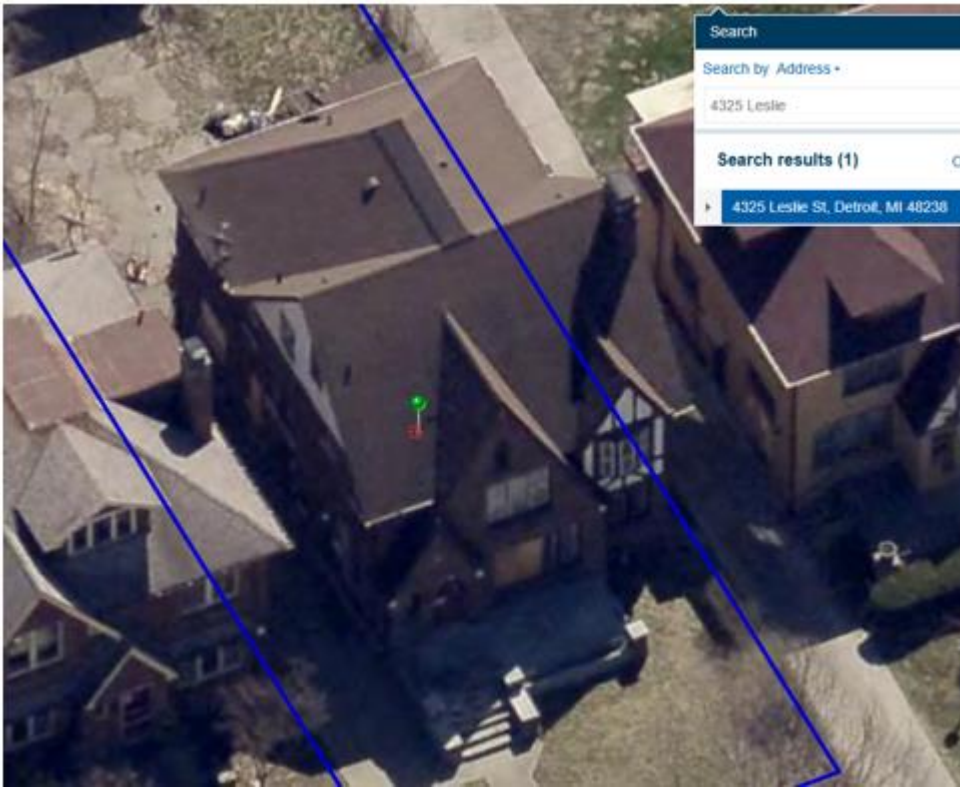 Search
Search by Address
4325 Leslie
Search results (1)
4325 Leslie St, Detroit, MI 48238